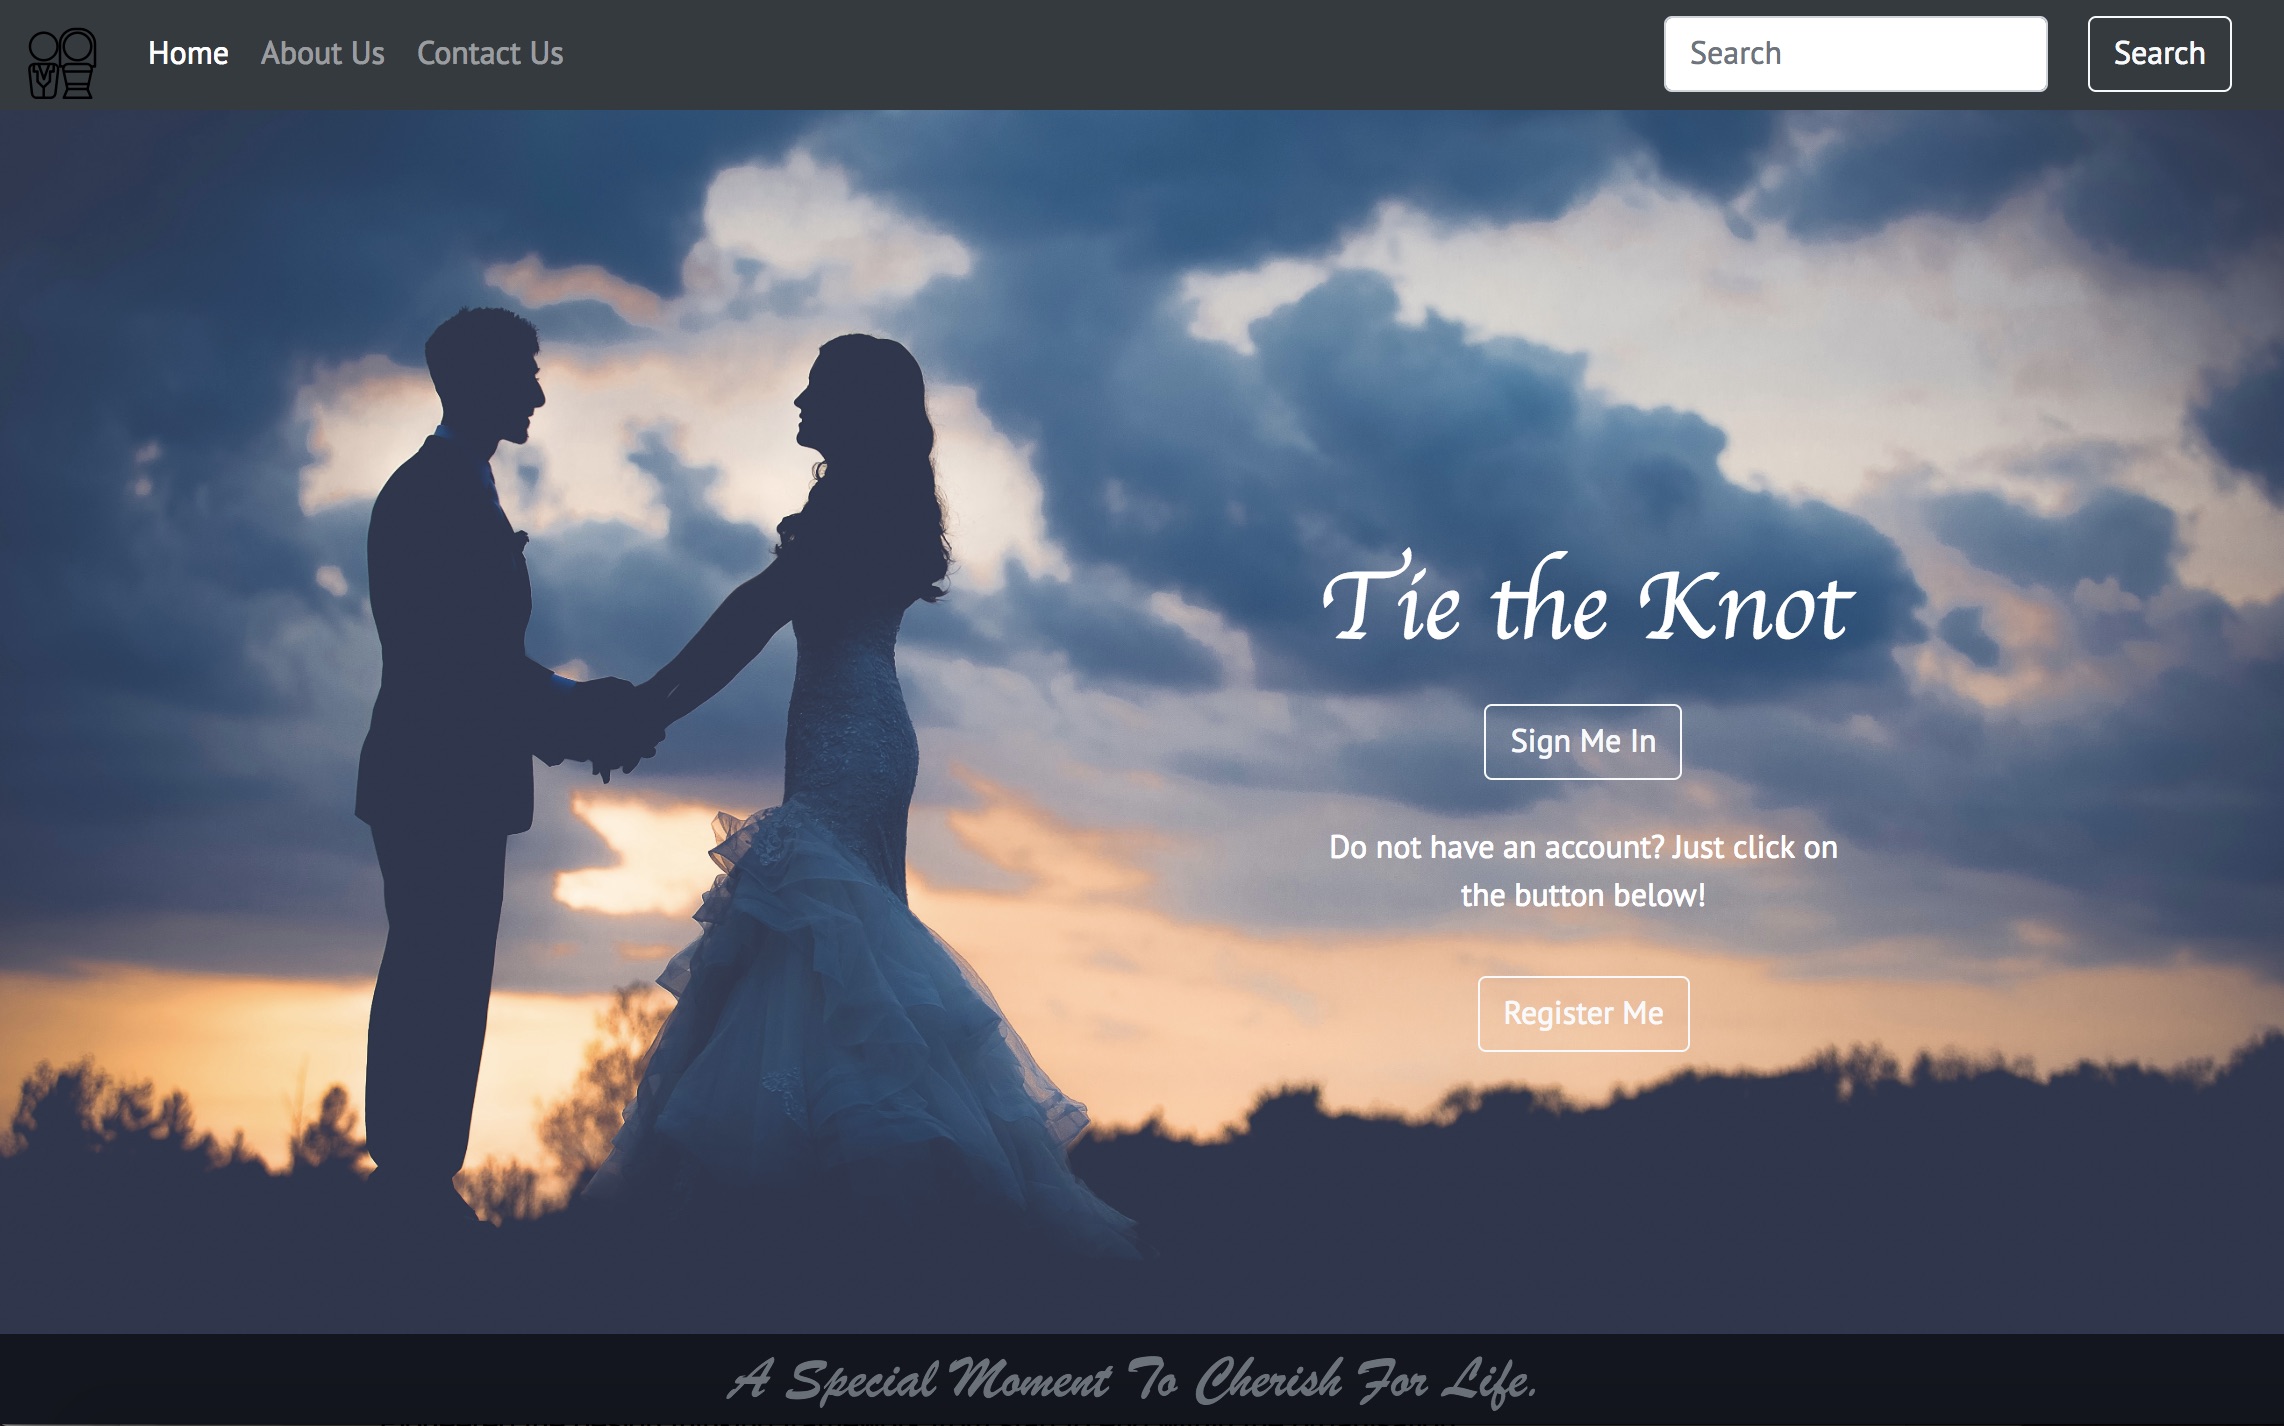 Home About Us Contact Us Search Search
Tie the Knot
Sign Me In
Do not have an account? Just click on
the button below!
Register Me
A Special Moment To Cherish For Life.